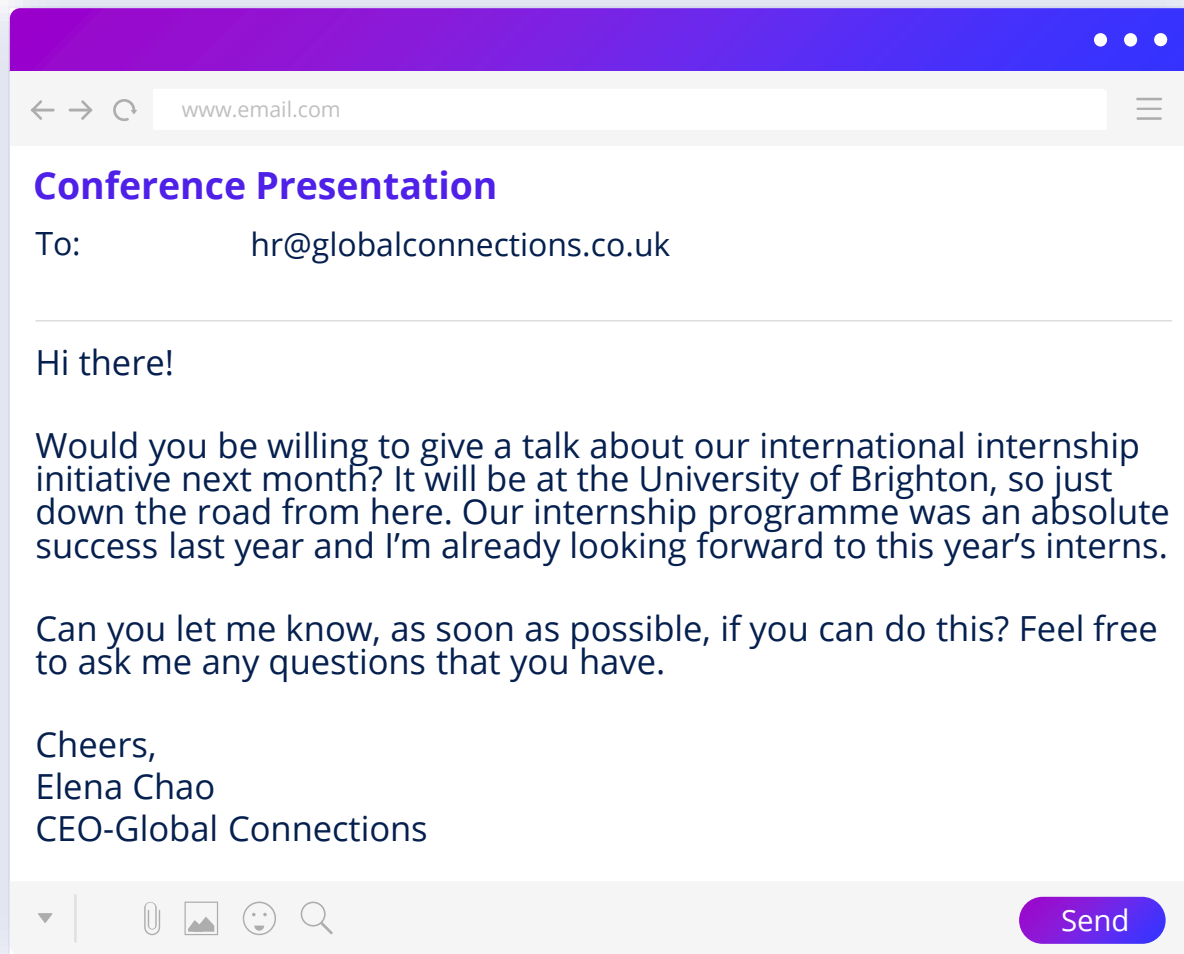 www.email.com
Conference Presentation
To: hr@globalconnections.co.uk
Hi there!
Would you be willing to give a talk about our international internship
initiative next month? It will be at the University of Brighton, so just
down the road from here. Our internship programme was an absolute
success last year and I’m already looking forward to this year’s interns.
Can you let me know, as soon as possible, if you can do this? Feel free
to ask me any questions that you have.
Cheers,
Elena Chao
CEO-Global Connections
Send